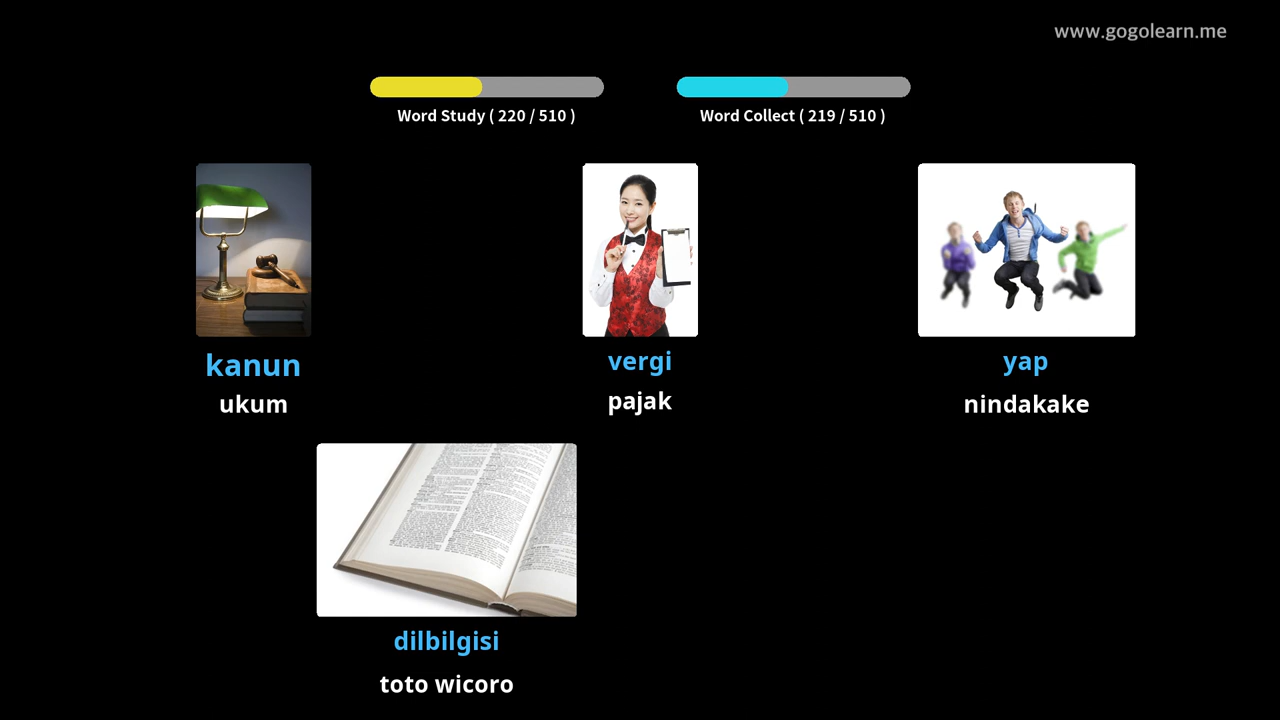 www.gogolearn.me
Word Study ( 220 / 510 )
Word Collect ( 219 / 510 )
kanun
ukum
vergi
pajak
yap
nindakake
dilbilgisi
toto wicoro